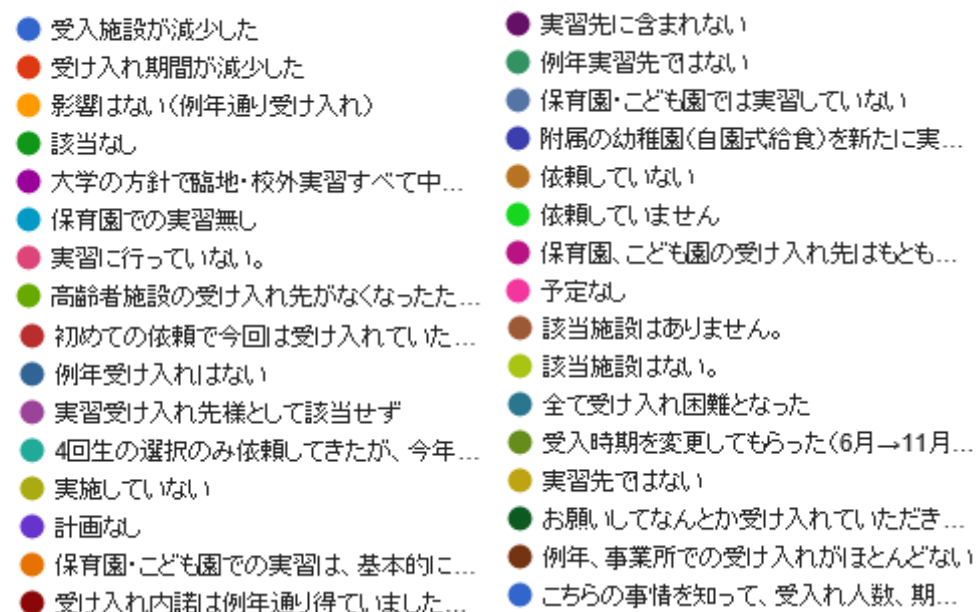 受入施設が減少した
受け入れ期間が減少した
影響はない（例年通り受け入れ）
該当なし
大学の方針で臨地・校外実習すべて中...
保育園での実習無し
実習に行っていない。
高齢者施設の受け入れ先がなくなったた...
初めての依頼で今回は受け入れていた...
例年受け入れはない
実習受け入れ先様として該当せず
4回生の選択のみ依頼してきたが、今年...
実施していない
計画なし
保育園・こども園での実習は、基本的に...
受け入れ内諾は例年通り得ていました...
実習先に含まれない
例年実習先ではない
保育園・こども園では実習していない
附属の幼稚園（自園式給食）を新たに実...
依頼していない
依頼していません
保育園、こども園の受け入れ先はもとも...
予定なし
該当施設はありません。
該当施設はない。
全て受け入れ困難となった
受入時期を変更してもらった（6月→11月...
実習先ではない
お願いしてなんとか受け入れていただき...
例年、事業所での受け入れがほとんどない
こちらの事情を知って、受入れ人数、期...